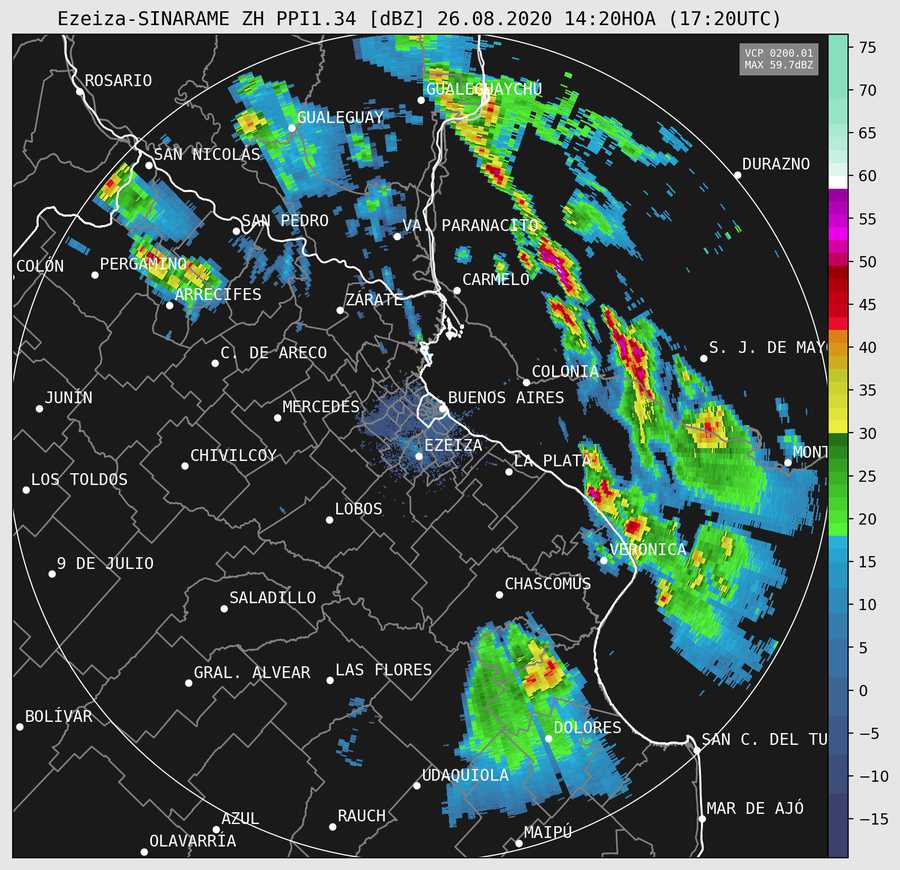 Ezeiza-SINARAME ZH PPI1.34 [dBZ] 26.08.2020 14:20HOA (17:20UTC)
VCP 0200.01
MAX 59.7dBZ
75
ROSARIO
GUALEGUAYCHÚ
70
GUALEGUAY
65
SAN NICOLÁS
DURAZNO
60
SAN PEDRO
VA. PARANACITO
55
COLÓN
PERGAMINO
50
CARMELO
ARRECIFES
ZÁRATE
45
C. DE ARECO
S. J. DE MAY
40
COLONIA
JUNÍN
MERCEDES
BUENOS AIRES
35
EZEIZA
MONT
30
CHIVILCOY
LA PLATA
LOS TOLDOS
25
LOBOS
20
VERÓNICA
15
9 DE JULIO
CHASCOMÚS
SALADILLO
10
5
GRAL. ALVEAR
LAS FLORES
0
BOLÍVAR
DOLORES
SAN C. DEL TU
−5
UDAQUIOLA
−10
MAR DE AJÓ
AZUL
RAUCH
−15
OLAVARRÍA
MAIPÚ